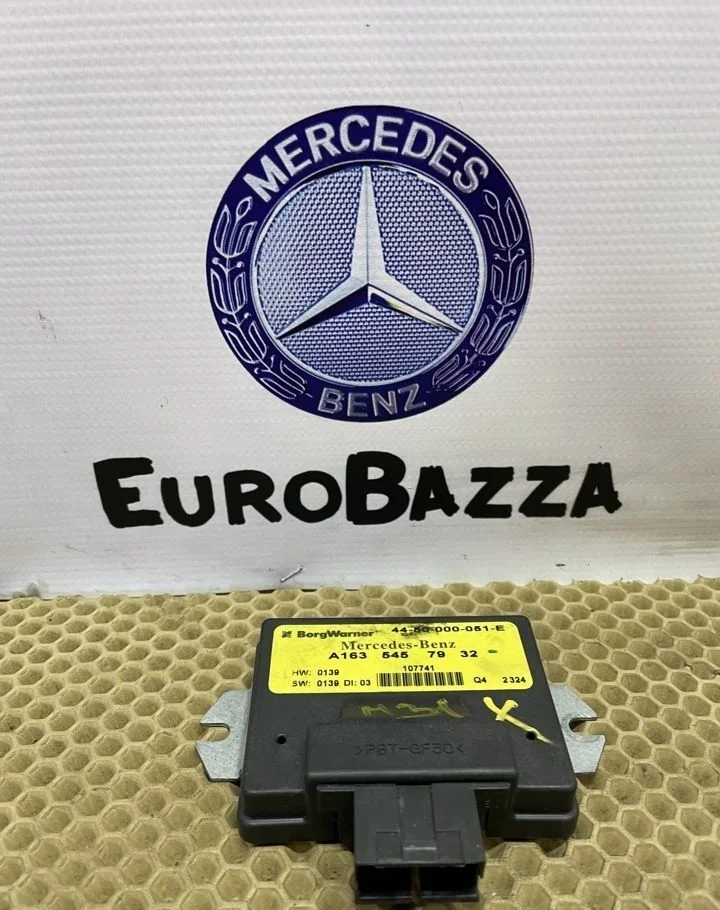 MERCEDES
BENZ
EUROBAZZA
BorgWarner 44-60-000-051-E
Mercedes-Benz
A163 545 79 32
HW: 0139 107741
SW: 0139 DI: 03 Q4 2324
>PBT-GF30<